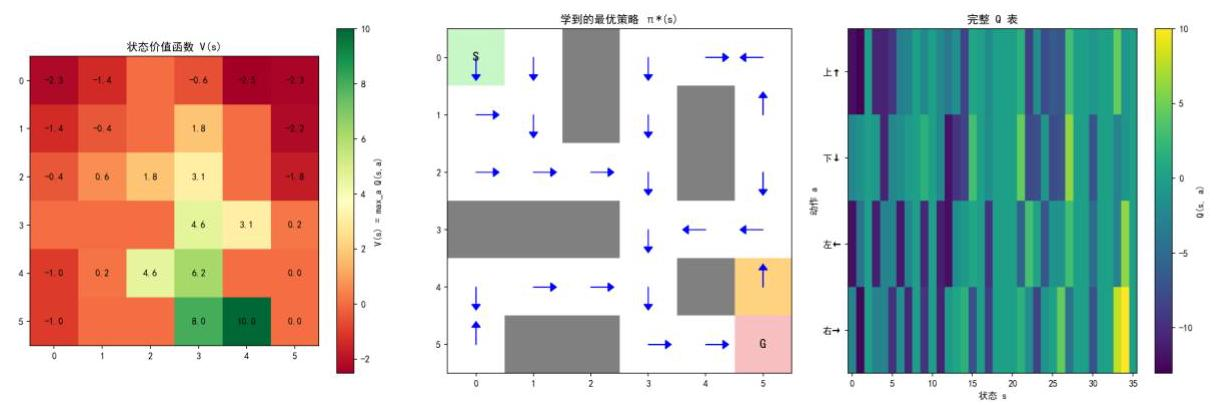 状态价值函数 V(s)
-2.3 -1.4 -0.6 -2.5 -2.3
-1.4 -0.4 1.8 -2.2
-0.4 0.6 1.8 3.1 -1.8
4.6 3.1 0.2
-1.0 0.2 4.6 6.2 0.0
-1.0 8.0 10.0 0.0
0
1
2
3
4
5
0 1 2 3 4 5
10
8
6
4
2
0
−2
V(s) = max_a Q(s,a)
学到的最优策略 π*(s)
S
G
0
1
2
3
4
5
0 1 2 3 4 5
完整 Q 表
动作 a
上↑
下↓
左←
右→
0 5 10 15 20 25 30 35
状态 s
10
5
0
−5
−10
Q(s, a)